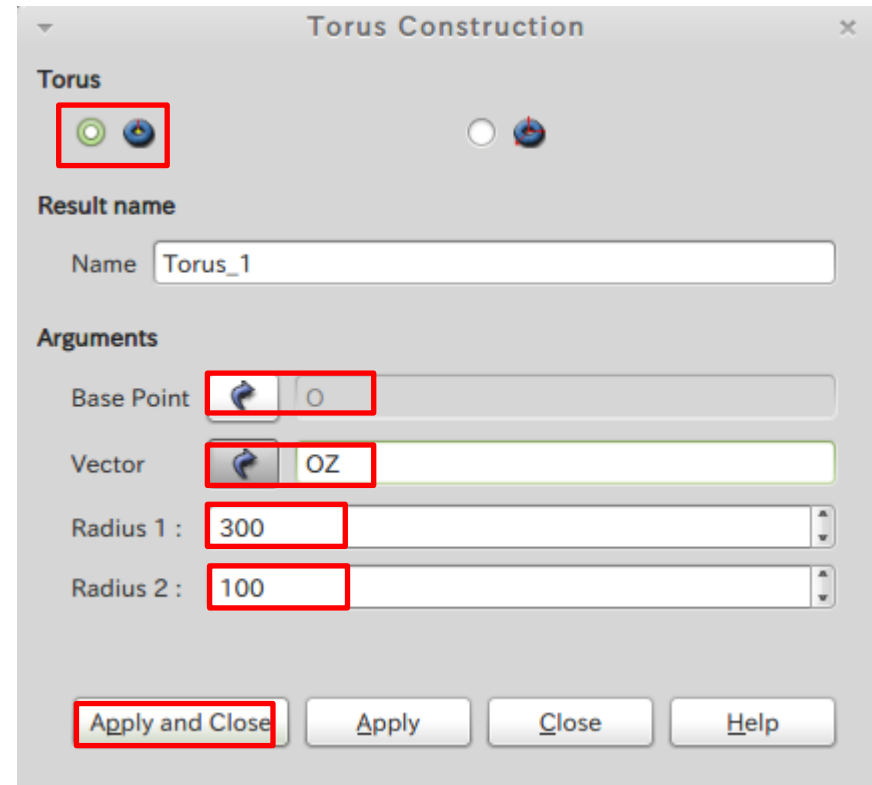 Torus Construction
Torus
Result name
Name Torus_1
Arguments
Base Point O
Vector OZ
Radius 1 : 300
Radius 2 : 100
Apply and Close Apply Close Help